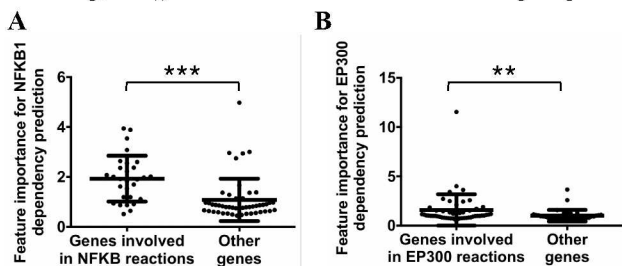 A
Feature importance for NFKB1
dependency prediction
6
4
2
0
***
Genes involved
in NFKB reactions
Other
genes
B
Feature importance for EP300
dependency prediction
15
10
5
0
**
Genes involved
in EP300 reactions
Other
genes